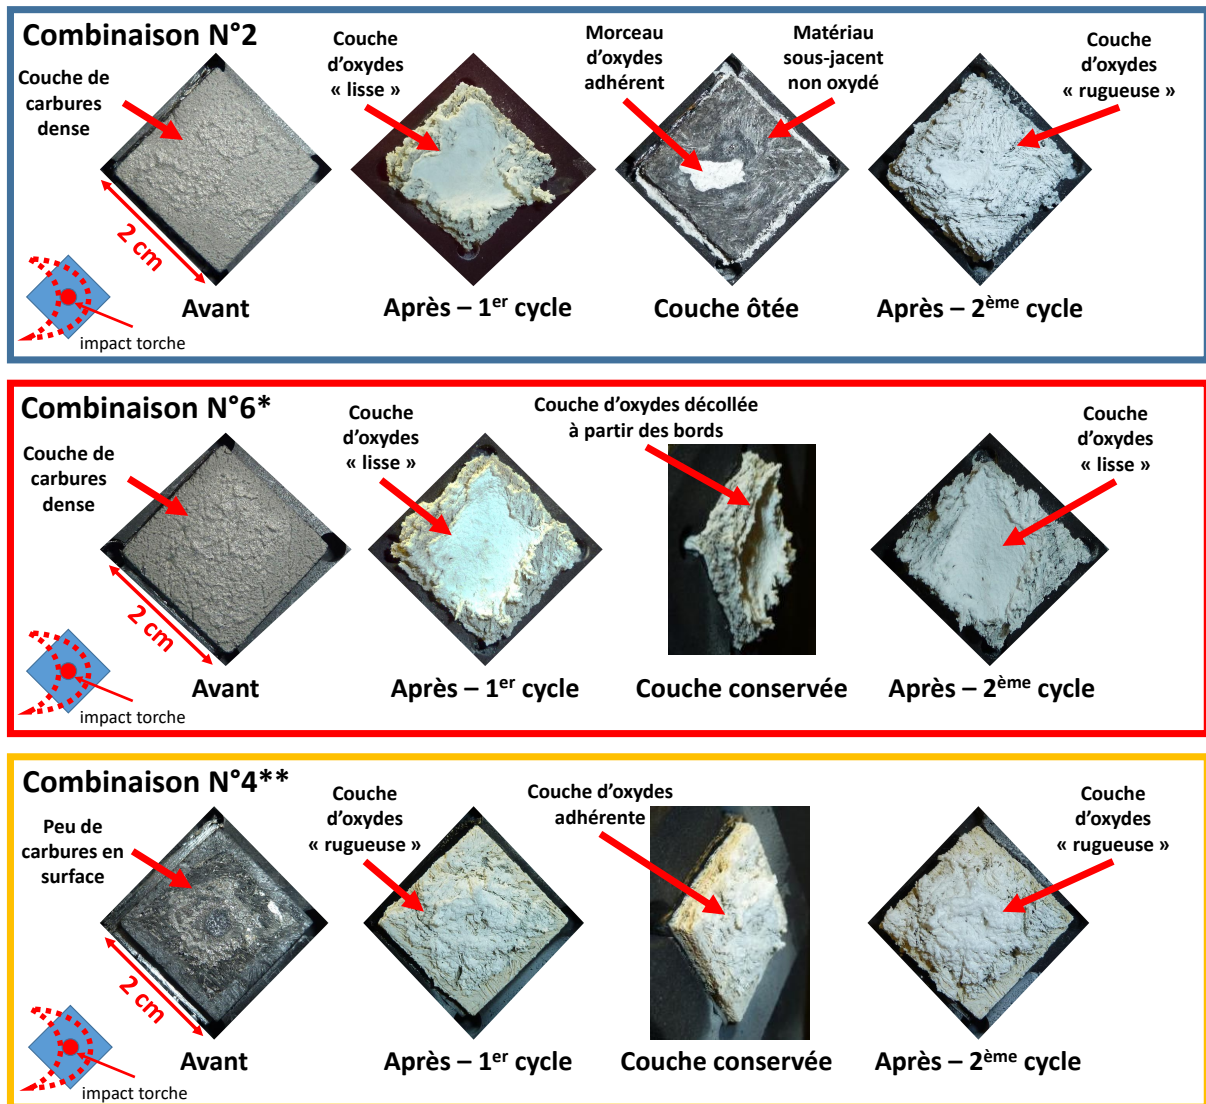 Combinaison N°2
Couche de
carbures
dense
Couche
d'oxydes
« lisse »
Morceau
d'oxydes
adhérent
Matériau
sous-jacent
non oxydé
Couche
d'oxydes
« rugueuse »
2 cm
impact torche
Avant
Après – 1er cycle
Couche ôtée
Après – 2ème cycle
Combinaison N°6*
Couche de
carbures
dense
Couche
d'oxydes
« lisse »
Couche d'oxydes décollée
à partir des bords
Couche
d'oxydes
« lisse »
2 cm
impact torche
Avant
Après – 1er cycle
Couche conservée
Après – 2ème cycle
Combinaison N°4**
Peu de
carbures en
surface
Couche
d'oxydes
« rugueuse »
Couche d'oxydes
adhérente
Couche
d'oxydes
« rugueuse »
2 cm
impact torche
Avant
Après – 1er cycle
Couche conservée
Après – 2ème cycle